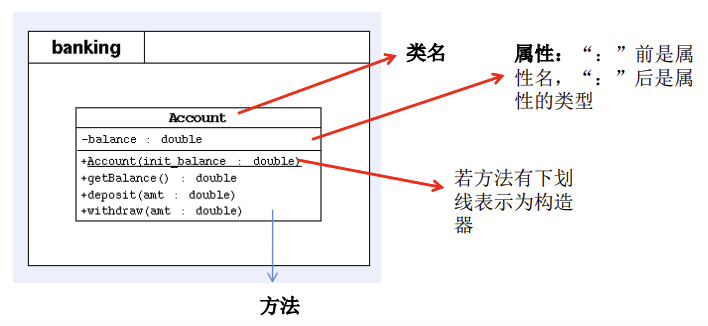 banking
类名
属性：“：”前是属
性名，“：”后是属
性的类型
Account
-balance : double
+Account(init_balance : double)
+getBalance() : double
+deposit(amt : double)
+withdraw(amt : double)
若方法有下划
线表示为构造
器
方法